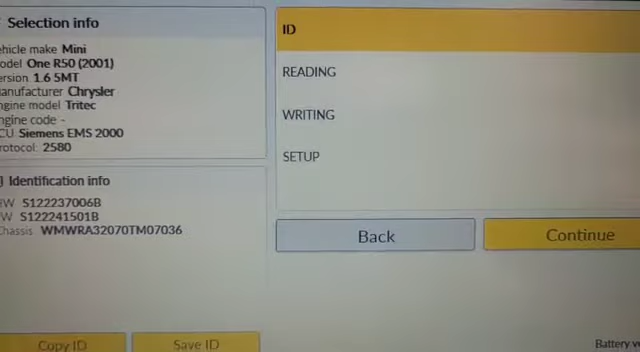 Selection info
ehicle make Mini
odel One R50 (2001)
ersion 1.6 5MT
anufacturer Chrysler
ngine model Tritec
ngine code -
CU Siemens EMS 2000
rotocol: 2580
Identification info
HW S122237006B
W S122241501B
Chassis WMWRA32070TM07036
Copy ID
Save ID
ID
READING
WRITING
SETUP
Back
Continue
Battery vo